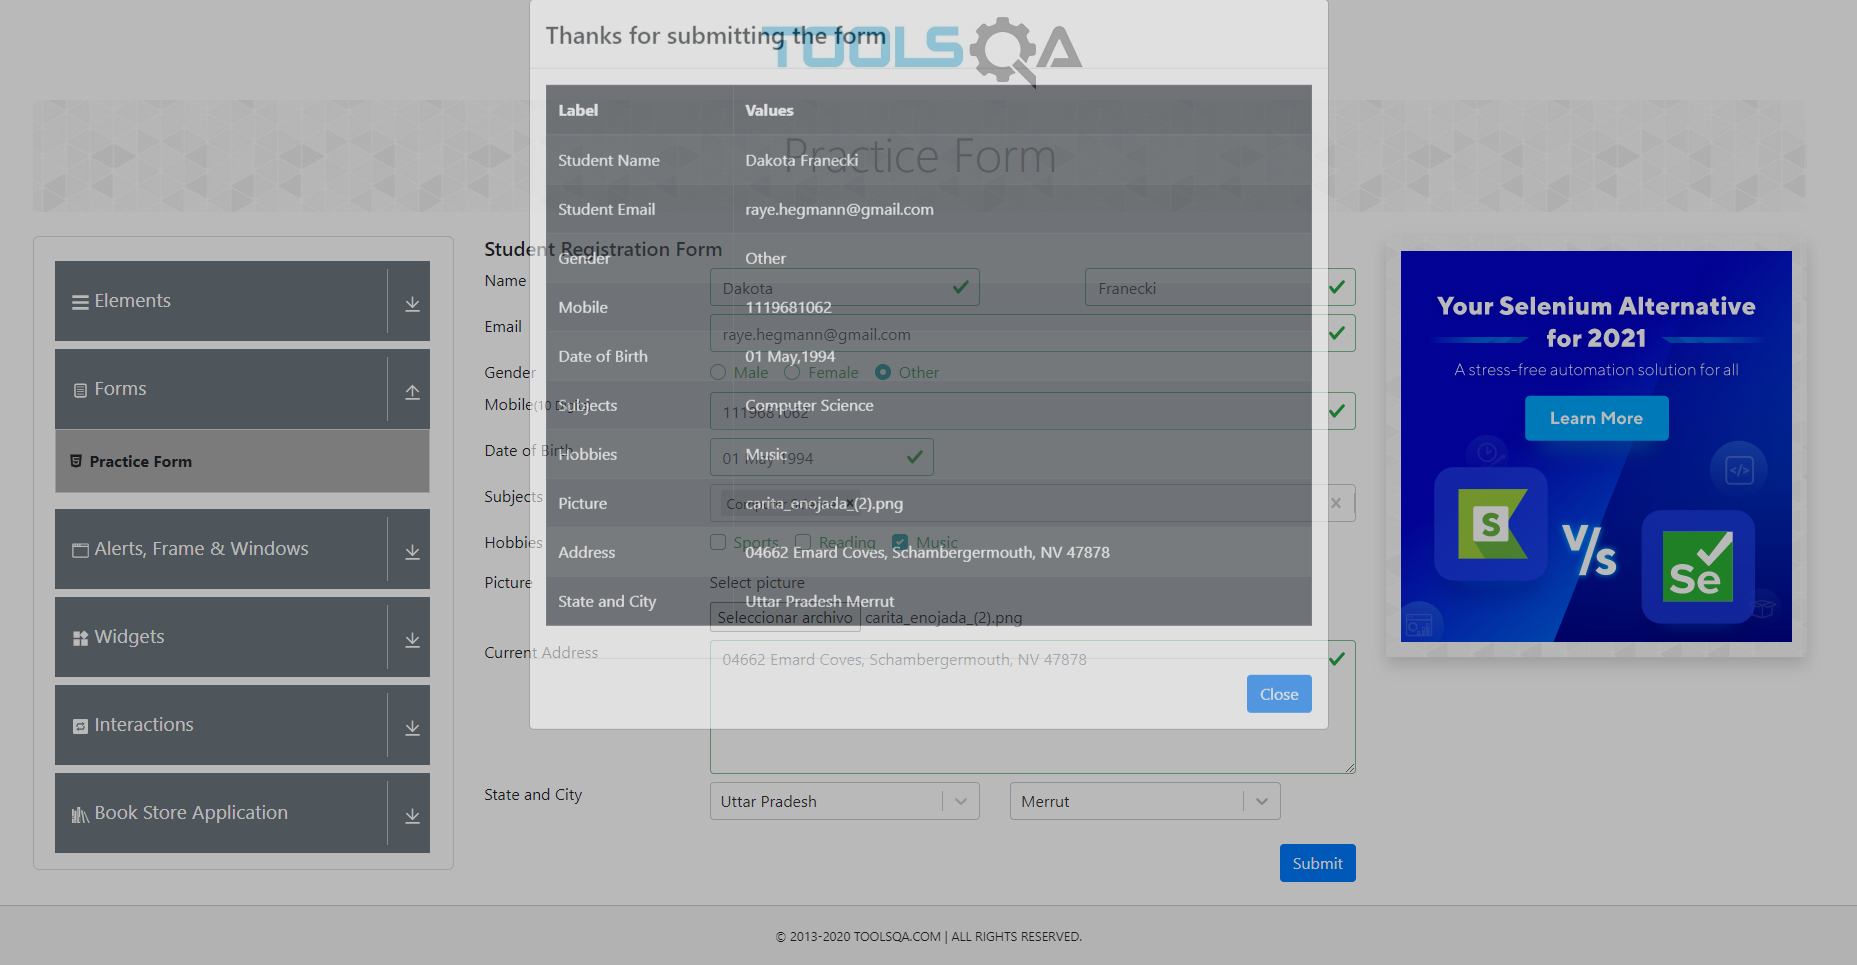 TOOLSQA
Thanks for submitting the form
Practice Form
Label Values
Student Name Dakota Franecki
Student Email raye.hegmann@gmail.com
Gender Other
Mobile 1119681062
Date of Birth 01 May,1994
Subjects Computer Science
Hobbies Music
Picture carita_enojada_(2).png
Address 04662 Emard Coves, Schambergermouth, NV 47878
State and City Uttar Pradesh Merrut
Close
Elements
Forms
Practice Form
Alerts, Frame & Windows
Widgets
Interactions
Book Store Application
Student Registration Form
Name Dakota Franecki
Email raye.hegmann@gmail.com
Gender Male Female Other
Mobile(10 Digits) 1119681062
Date of Birth 01 May 1994
Subjects Computer Science
Hobbies Sports Reading Music
Picture Select picture
Seleccionar archivo carita_enojada_(2).png
Current Address 04662 Emard Coves, Schambergermouth, NV 47878
State and City Uttar Pradesh Merrut
Submit
Your Selenium Alternative
for 2021
A stress-free automation solution for all
Learn More
</>
S
V/S
Se
© 2013-2020 TOOLSQA.COM | ALL RIGHTS RESERVED.